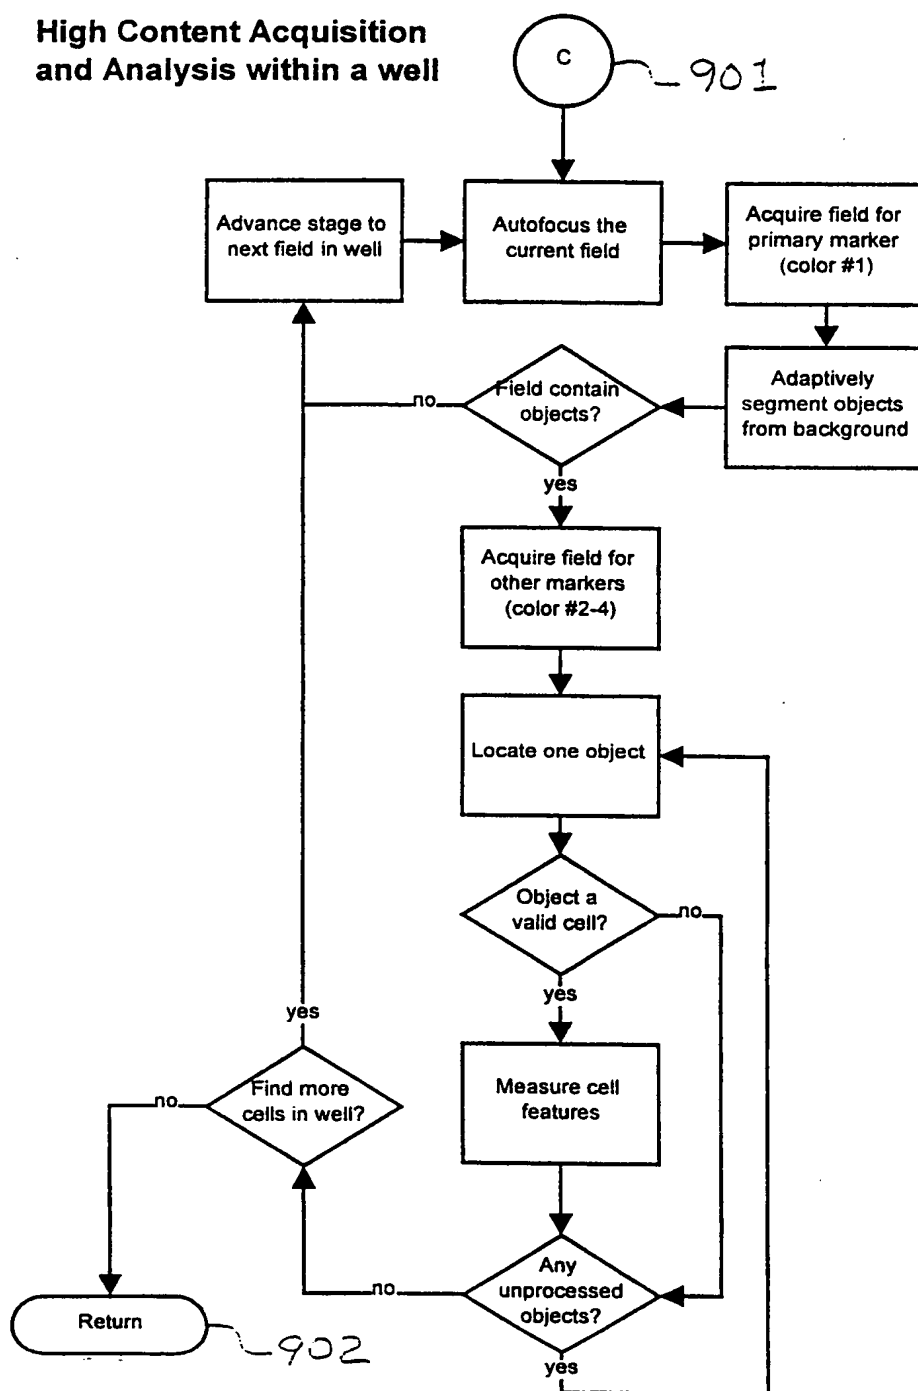 High Content Acquisition
and Analysis within a well
C
901
Advance stage to
next field in well
Autofocus the
current field
Acquire field for
primary marker
(color #1)
no
Field contain
objects?
Adaptively
segment objects
from background
yes
Acquire field for
other markers
(color #2-4)
Locate one object
Object a
valid cell?
no
yes
yes
Measure cell
features
Find more
cells in well?
no
Any
unprocessed
objects?
no
Return
902
yes